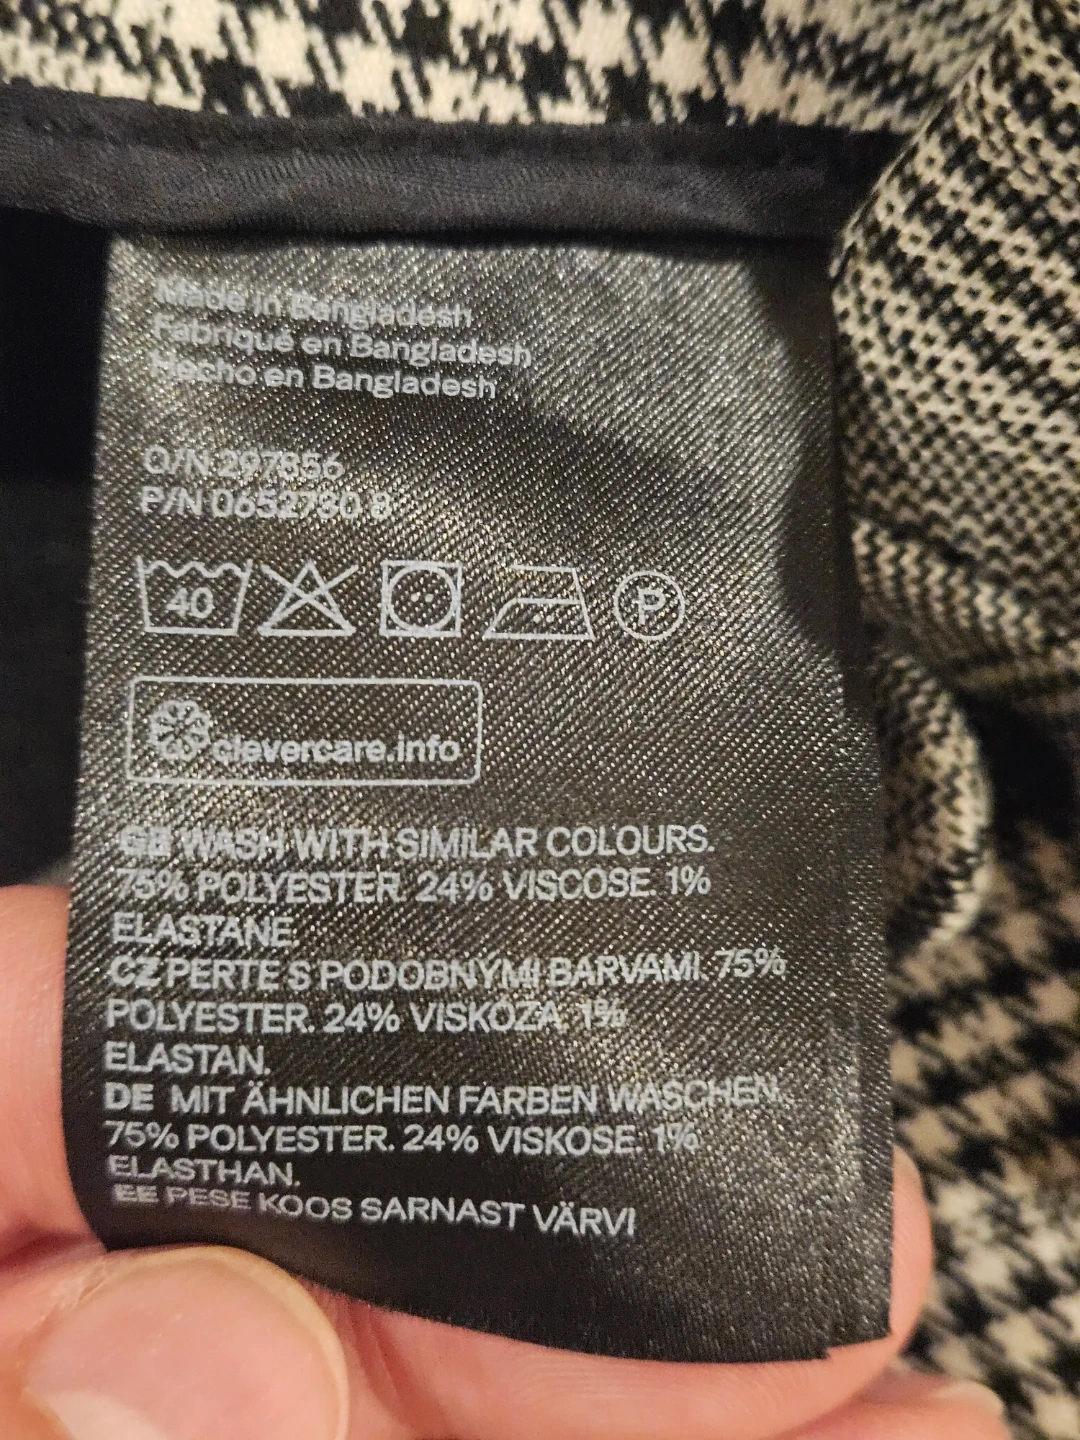 Made in Bangladesh
Fabriqué en Bangladesh
Hecho en Bangladesh
O/N 297856
P/N 0652730 8
40
P
clevercare.info
GB WASH WITH SIMILAR COLOURS.
75% POLYESTER. 24% VISCOSE. 1%
ELASTANE.
CZ PERTE S PODOBNÝMI BARVAMI. 75%
POLYESTER. 24% VISKOZA. 1%
ELASTAN.
DE MIT ÄHNLICHEN FARBEN WASCHEN.
75% POLYESTER. 24% VISKOSE. 1%
ELASTHAN.
EE PESE KOOS SARNAST VÄRVI